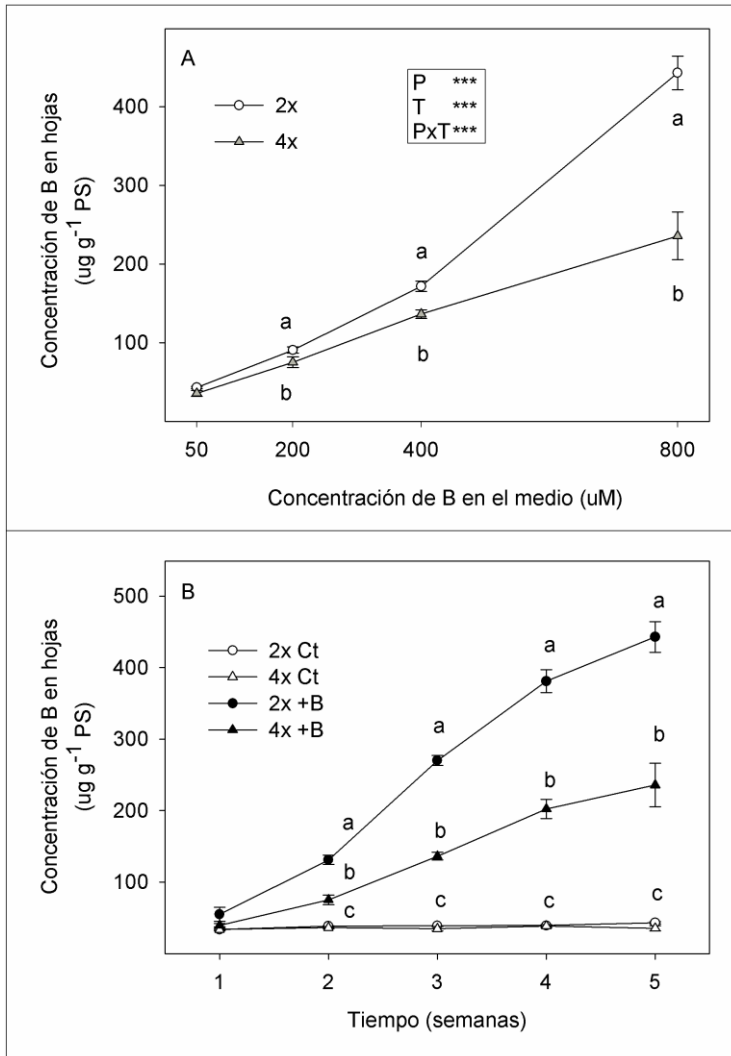 A
2x
4x
P ***
T ***
PxT ***
a
a
a
b
b
b
400
300
200
100
50 200 400 800
Concentración de B en hojas
(ug g⁻¹ PS)
Concentración de B en el medio (uM)
B
2x Ct
4x Ct
2x +B
4x +B
a
a
a
a
b
b
b
b
c
c
c
c
500
400
300
200
100
1 2 3 4 5
Concentración de B en hojas
(ug g⁻¹ PS)
Tiempo (semanas)